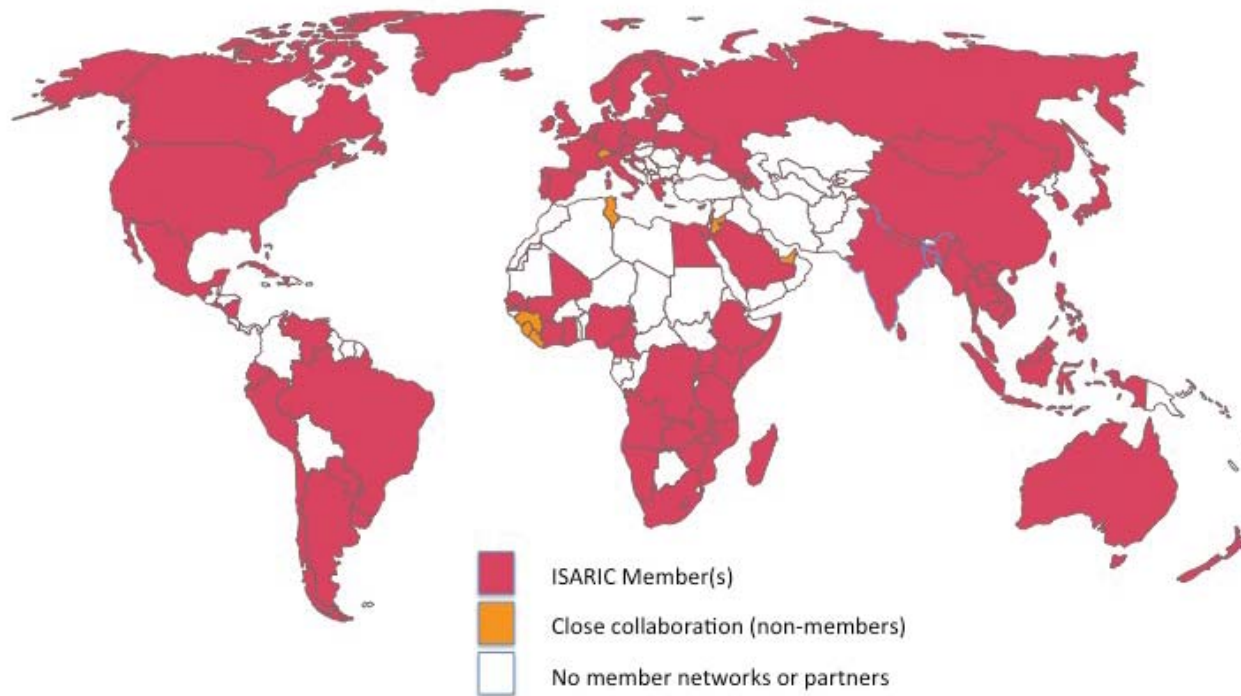 ISARIC Member(s)
Close collaboration (non-members)
No member networks or partners